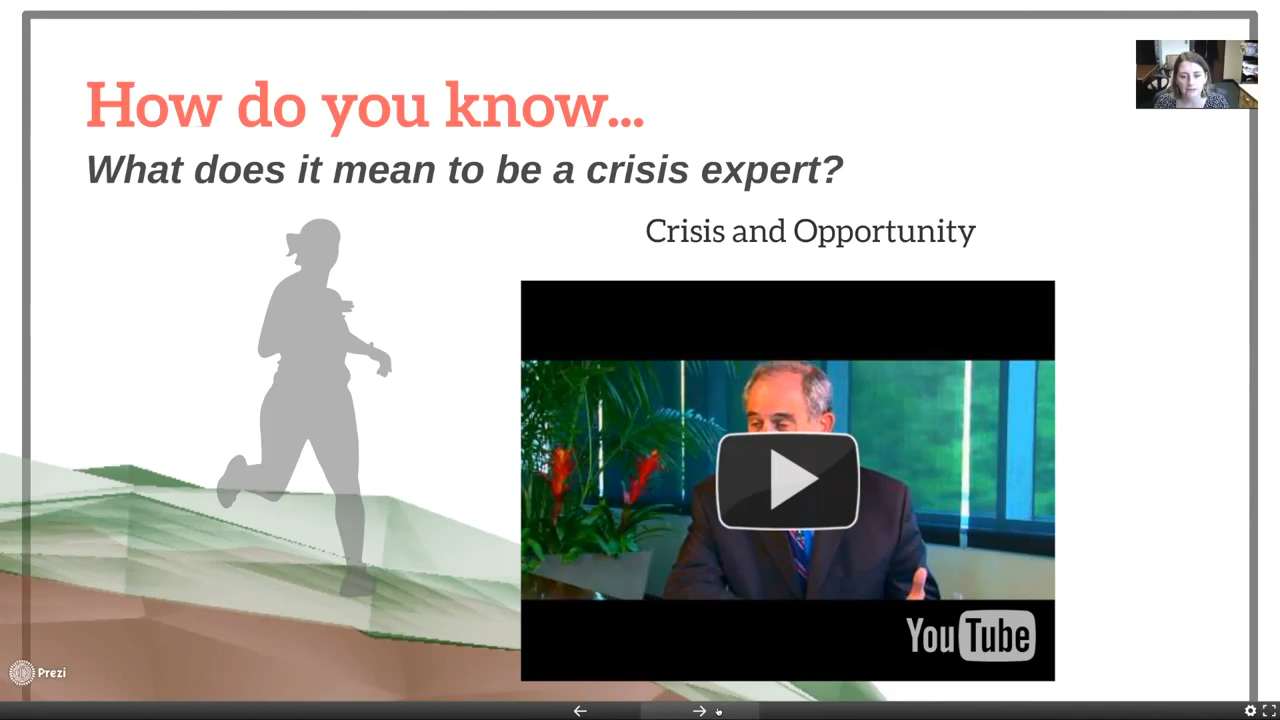 How do you know...
What does it mean to be a crisis expert?
Crisis and Opportunity
YouTube
Prezi